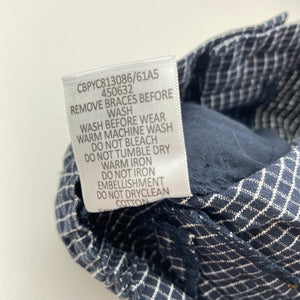 CBPYCB13086/61A5
450632
REMOVE BRACES BEFORE
WASH
WASH BEFORE WEAR
WARM MACHINE WASH
DO NOT BLEACH
DO NOT TUMBLE DRY
WARM IRON
DO NOT IRON
EMBELLISHMENT
DO NOT DRYCLEAN
COTTON